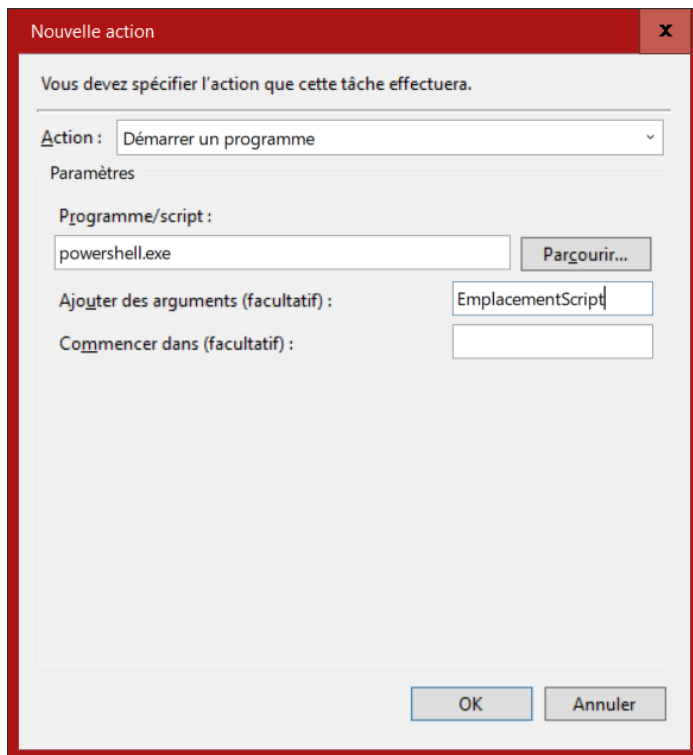 Nouvelle action
x
Vous devez spécifier l'action que cette tâche effectuera.
Action : Démarrer un programme
Paramètres
Programme/script :
powershell.exe Parcourir...
Ajouter des arguments (facultatif) : EmplacementScript
Commencer dans (facultatif) :
OK Annuler